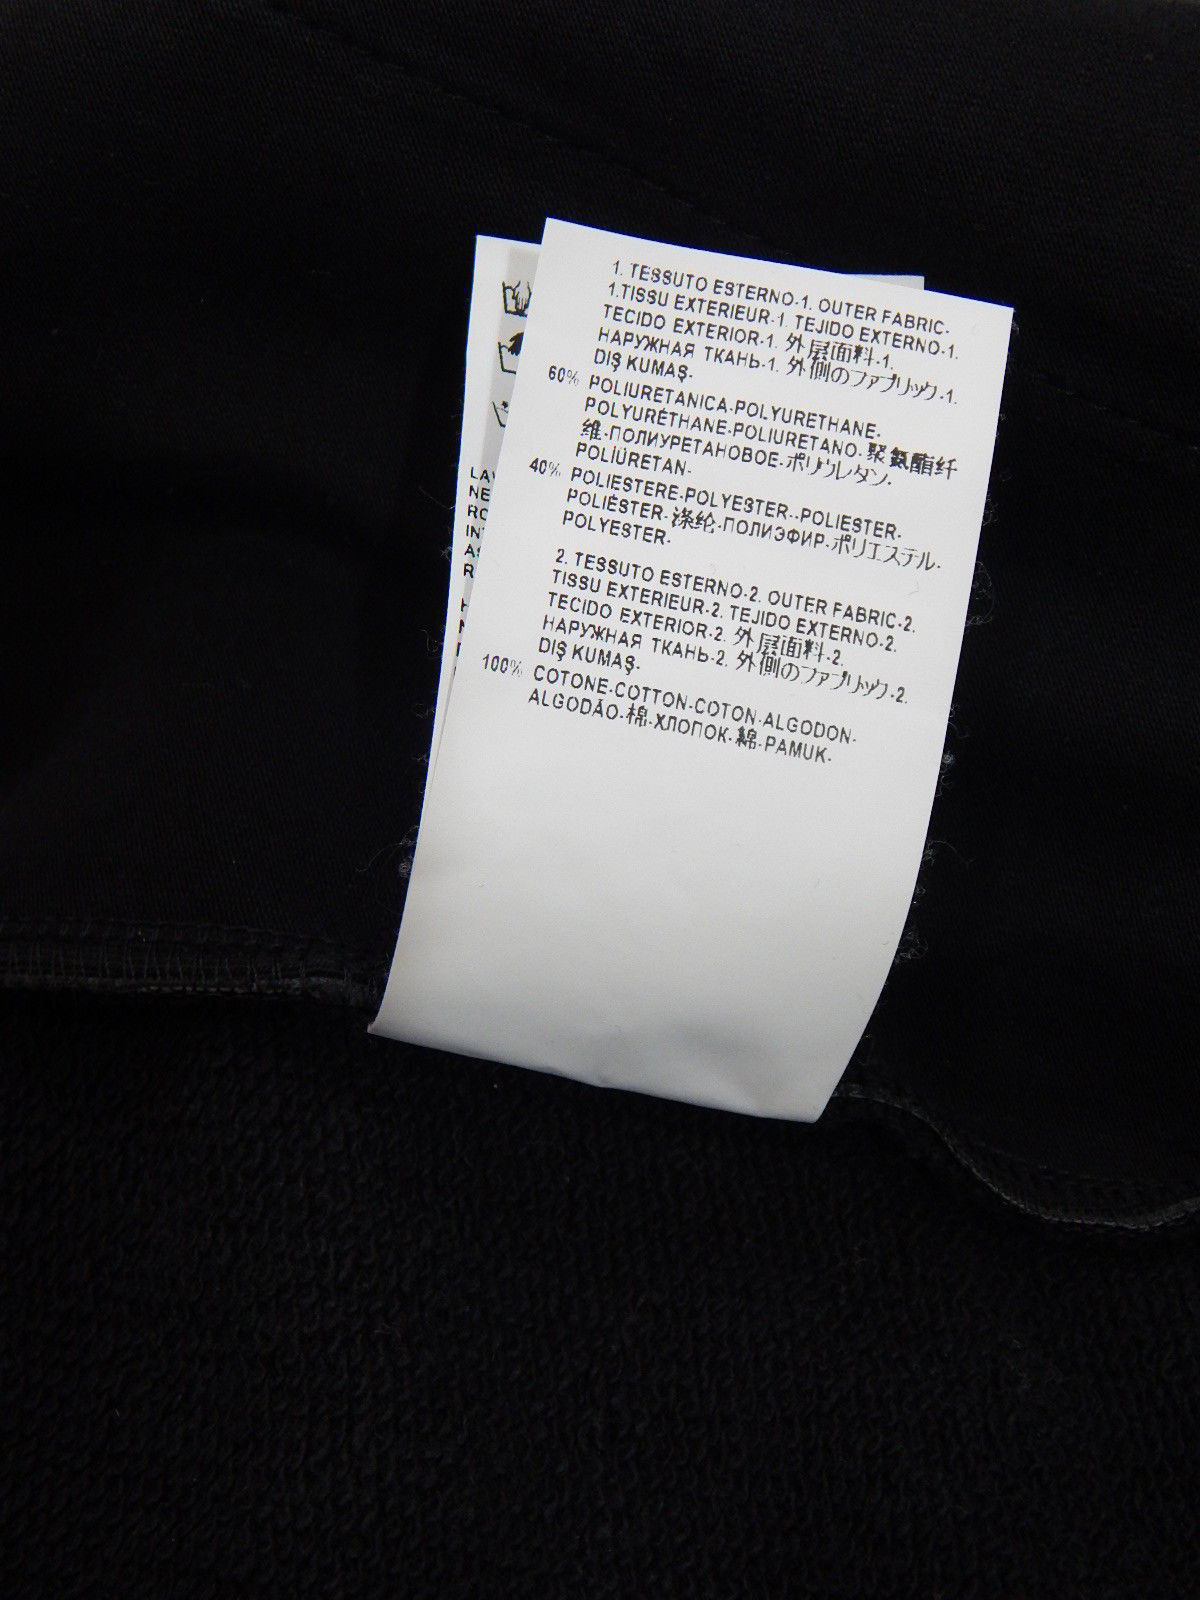 1. TESSUTO ESTERNO-1. OUTER FABRIC-
1.TISSU EXTERIEUR-1. TEJIDO EXTERNO-1.
TECIDO EXTERIOR-1. 外层面料-1.
НАРУЖНАЯ ТКАНЬ-1. 外側のファブリック-1.
DIŞ KUMAŞ-
60% POLIURETANICA-POLYURETHANE-
POLYURÉTHANE-POLIURETANO-聚氨酯纤
维-ПОЛИУРЕТАНОВОЕ-ポリウレタン-
POLİÜRETAN-
40% POLIESTERE-POLYESTER--POLIESTER-
POLIÉSTER-涤纶-ПОЛИЭФИР-ポリエステル-
POLYESTER-
2. TESSUTO ESTERNO-2. OUTER FABRIC-2.
TISSU EXTERIEUR-2. TEJIDO EXTERNO-2.
TECIDO EXTERIOR-2. 外层面料-2.
НАРУЖНАЯ ТКАНЬ-2. 外側のファブリック-2.
DIŞ KUMAŞ-
100% COTONE-COTTON-COTON-ALGODON-
ALGODÃO-棉-ХЛОПОК-綿-PAMUK-
LA
NE
RO
IN
A
R